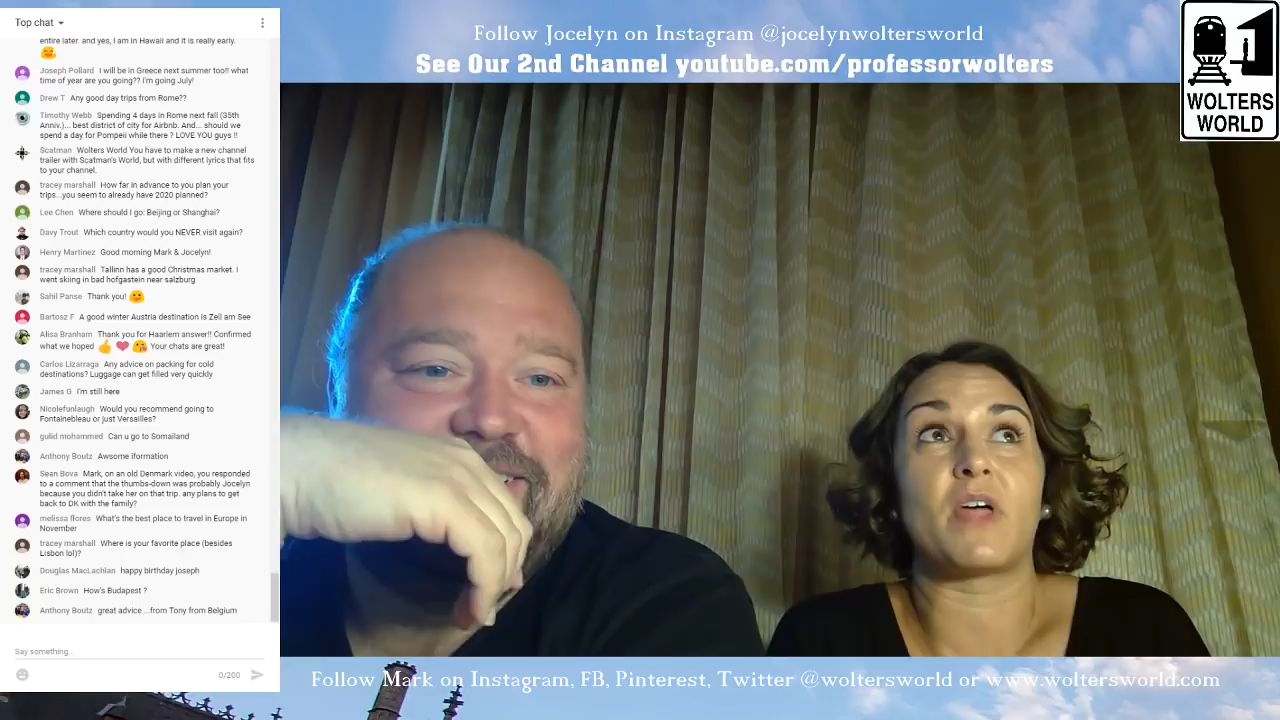 Top chat
entire later. and yes, I am in Hawaii and it is really early.
Joseph Pollard I will be in Greece next summer too!! what
time of year are you going?? I'm going July!
Drew T Any good day trips from Rome??
Timothy Webb Spending 4 days in Rome next fall (35th
Anniv.)... best district of city for Airbnb. And... should we
spend a day for Pompeii while there ? LOVE YOU guys !!
Scatman Wolters World You have to make a new channel
trailer with Scatman's World, but with different lyrics that fits
to your channel.
tracey marshall How far in advance to you plan your
trips...you seem to already have 2020 planned?
Lee Chen Where should I go: Beijing or Shanghai?
Davy Trout Which country would you NEVER visit again?
Henry Martinez Good morning Mark & Jocelyn!
tracey marshall Tallinn has a good Christmas market. I
went skiing in bad hofgastein near salzburg
Sahil Panse Thank you!
Bartosz F A good winter Austria destination is Zell am See
Alisa Branham Thank you for Haarlem answer!! Confirmed
what we hoped Your chats are great!
Carlos Lizarraga Any advice on packing for cold
destinations? Luggage can get filled very quickly
James G I'm still here
Nicolefunlaugh Would you recommend going to
Fontainebleau or just Versailles?
gulid mohammed Can u go to Somailand
Anthony Boutz Awsome iformation
Sean Bova Mark, on an old Denmark video, you responded
to a comment that the thumbs-down was probably Jocelyn
because you didn't take her on that trip. any plans to get
back to DK with the family?
melissa flores What's the best place to travel in Europe in
November
tracey marshall Where is your favorite place (besides
Lisbon lol)?
Douglas MacLachlan happy birthday joseph
Eric Brown How's Budapest ?
Anthony Boutz great advice ...from Tony from Belgium
Say something...
0/200
Follow Jocelyn on Instagram @jocelynwoltersworld
See Our 2nd Channel youtube.com/professorwolters
WOLTERS
WORLD
Follow Mark on Instagram, FB, Pinterest, Twitter @woltersworld or www.woltersworld.com